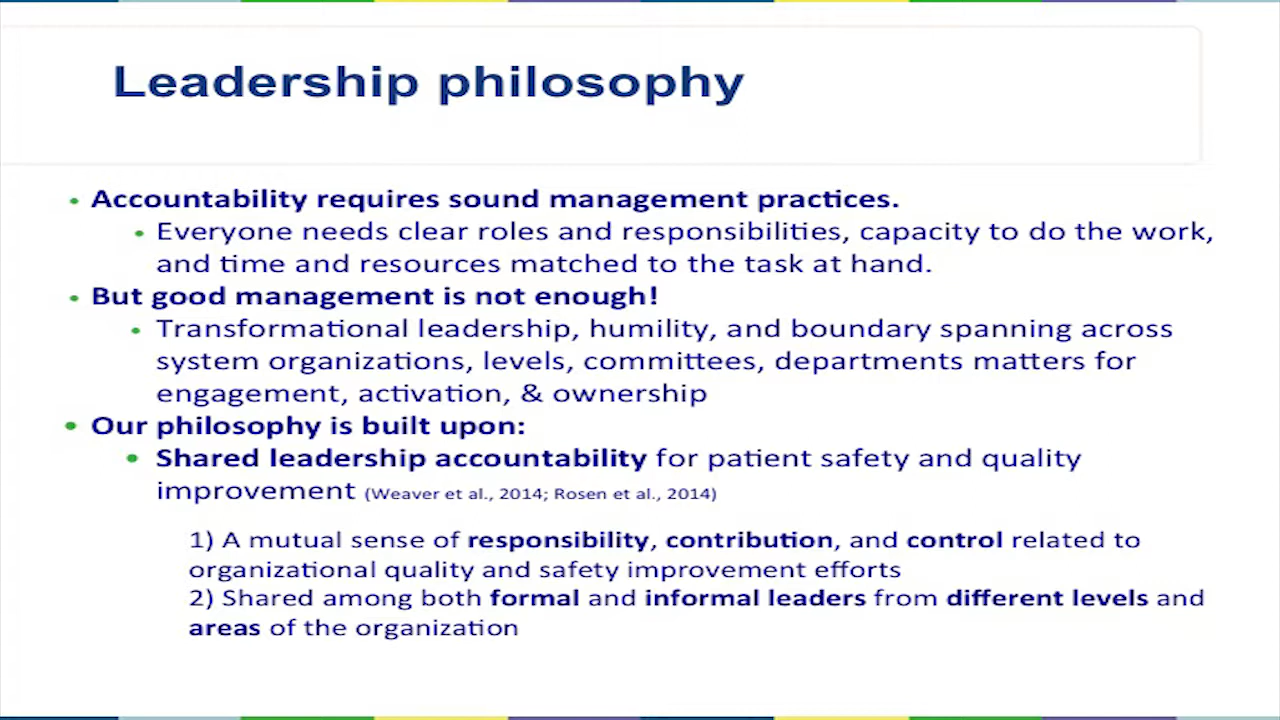 Leadership philosophy
• Accountability requires sound management practices.
• Everyone needs clear roles and responsibilities, capacity to do the work,
and time and resources matched to the task at hand.
• But good management is not enough!
• Transformational leadership, humility, and boundary spanning across
system organizations, levels, committees, departments matters for
engagement, activation, & ownership
• Our philosophy is built upon:
• Shared leadership accountability for patient safety and quality
improvement (Weaver et al., 2014; Rosen et al., 2014)
1) A mutual sense of responsibility, contribution, and control related to
organizational quality and safety improvement efforts
2) Shared among both formal and informal leaders from different levels and
areas of the organization